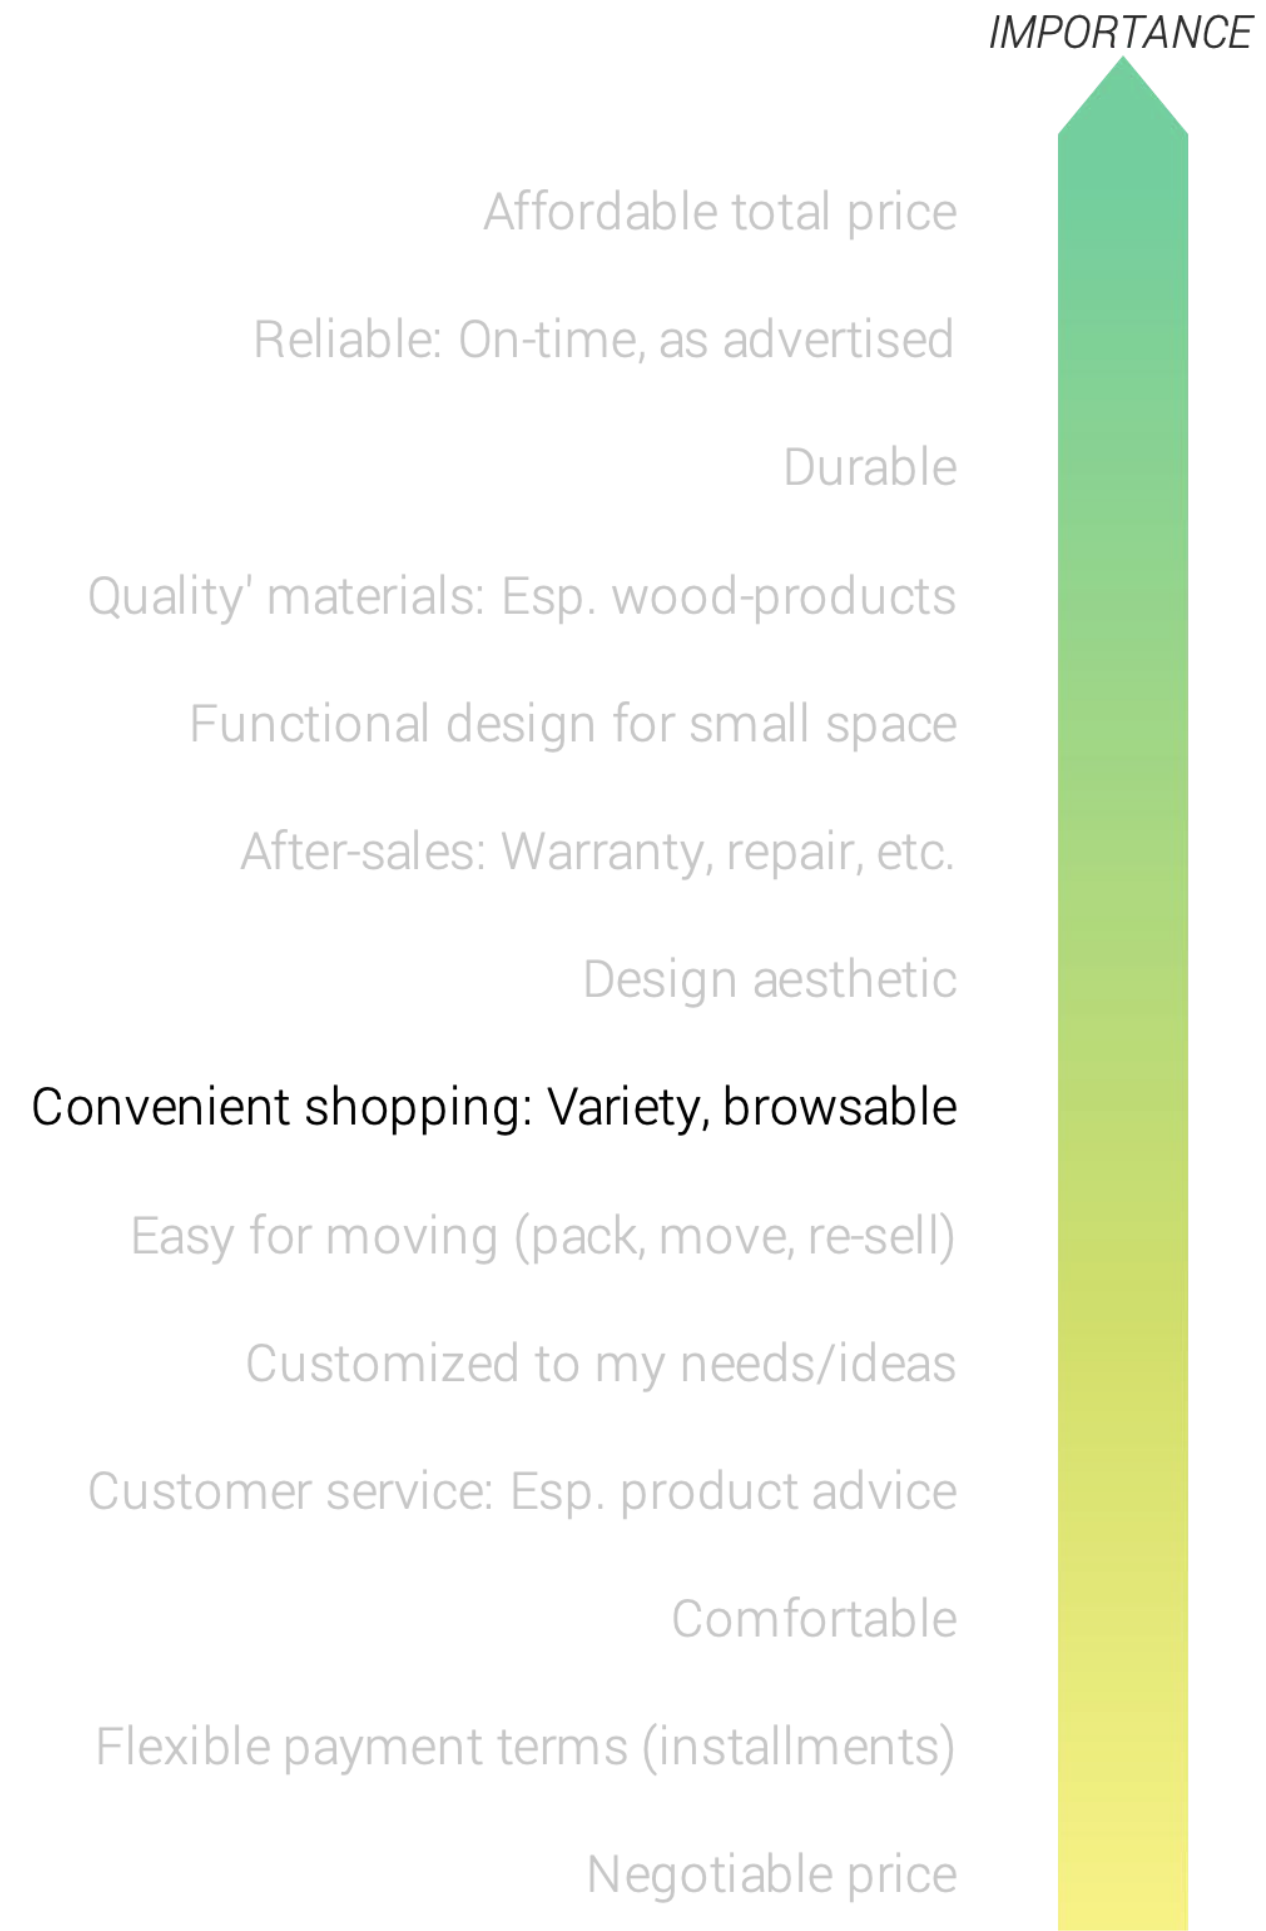 IMPORTANCE
Affordable total price
Reliable: On-time, as advertised
Durable
Quality' materials: Esp. wood-products
Functional design for small space
After-sales: Warranty, repair, etc.
Design aesthetic
Convenient shopping: Variety, browsable
Easy for moving (pack, move, re-sell)
Customized to my needs/ideas
Customer service: Esp. product advice
Comfortable
Flexible payment terms (installments)
Negotiable price